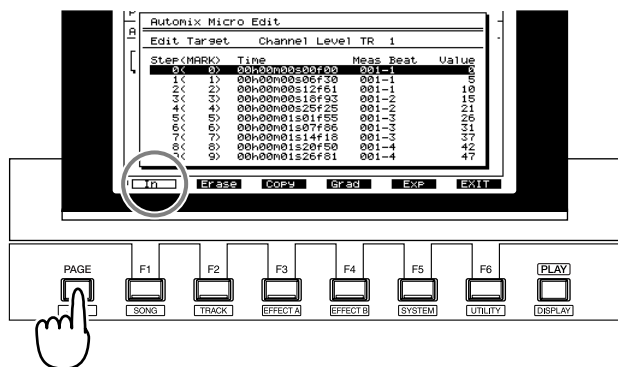 P
Automix Micro Edit
A
Edit Target Channel Level TR 1
Step(MARK) Time Meas Beat Value
0( 0) 00h00m00s00f00 001-1 0
1( 1) 00h00m00s06f30 001-1 5
2( 2) 00h00m00s12f61 001-1 10
3( 3) 00h00m00s18f93 001-2 15
4( 4) 00h00m00s25f25 001-2 21
5( 5) 00h00m01s01f55 001-3 26
6( 6) 00h00m01s07f86 001-3 31
7( 7) 00h00m01s14f18 001-3 37
8( 8) 00h00m01s20f50 001-4 42
9( 9) 00h00m01s26f81 001-4 47
In Erase Copy Grad Exp EXIT
PAGE F1 F2 F3 F4 F5 F6 PLAY
SONG TRACK EFFECT A EFFECT B SYSTEM UTILITY DISPLAY